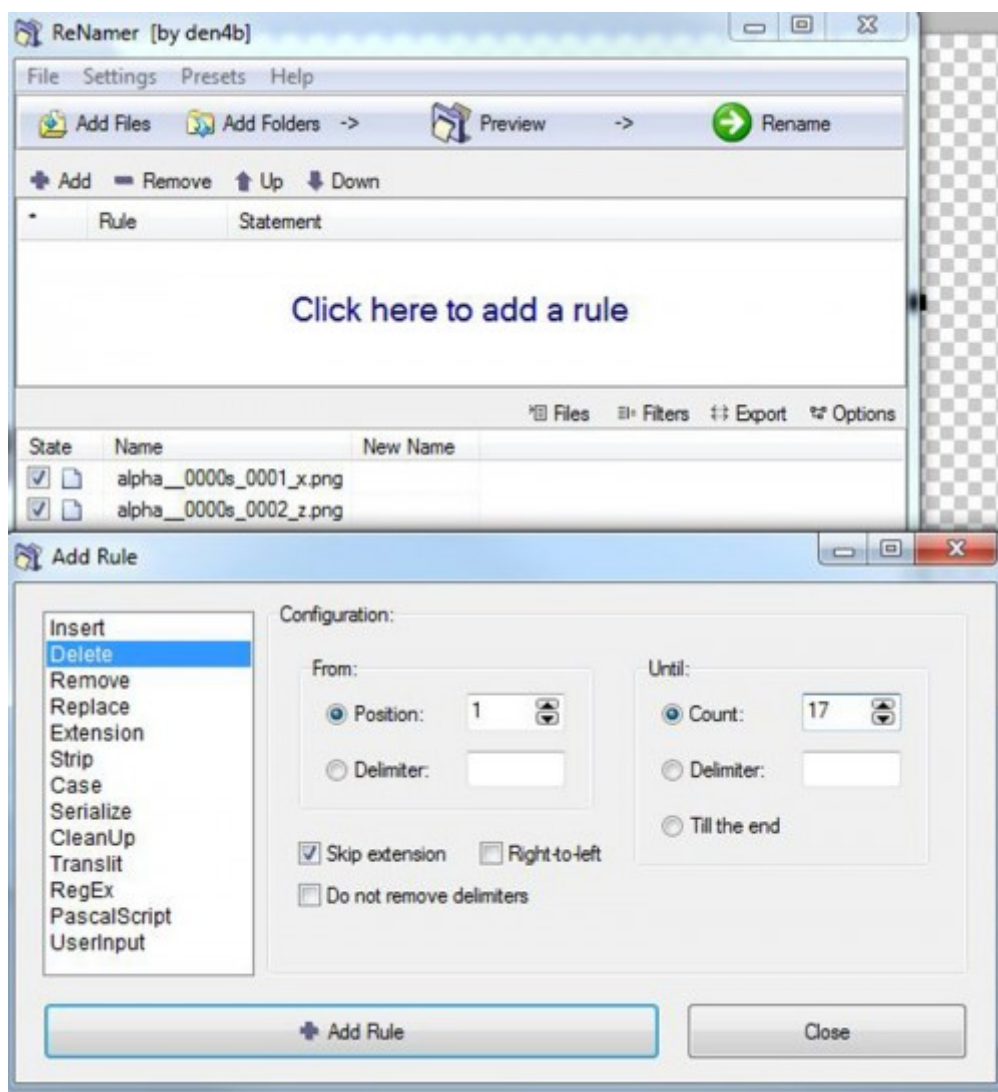 ReNamer [by den4b]
File Settings Presets Help
Add Files Add Folders -> Preview -> Rename
Add Remove Up Down
Rule Statement
Click here to add a rule
Files Filters Export Options
State Name New Name
alpha__0000s_0001_x.png
alpha__0000s_0002_z.png
Add Rule
Insert
Delete
Remove
Replace
Extension
Strip
Case
Serialize
CleanUp
Translit
RegEx
PascalScript
UserInput
Configuration:
From:
Position: 1
Delimiter:
Until:
Count: 17
Delimiter:
Till the end
Skip extension Right-to-left
Do not remove delimiters
Add Rule Close